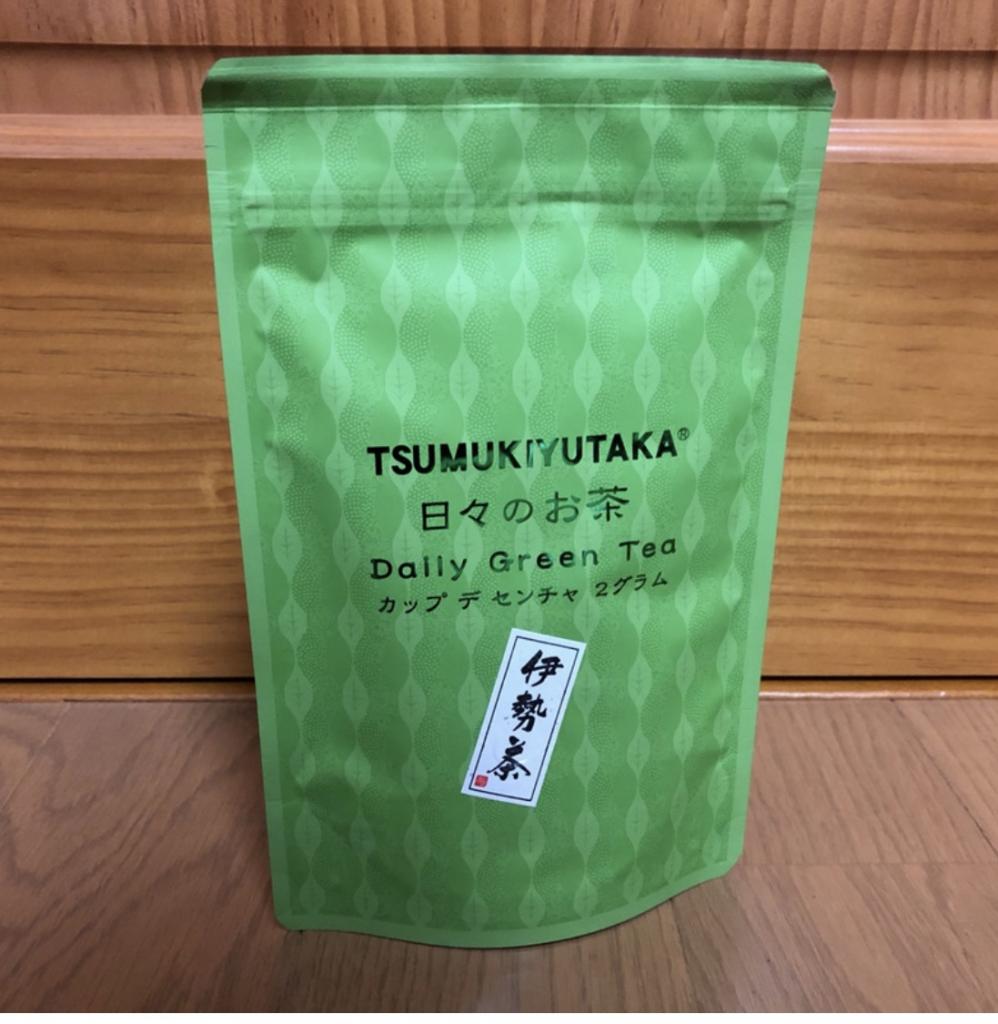 TSUMUKIYUTAKA®
日々のお茶
Daily Green Tea
カップ デ センチャ 2グラム
伊勢茶